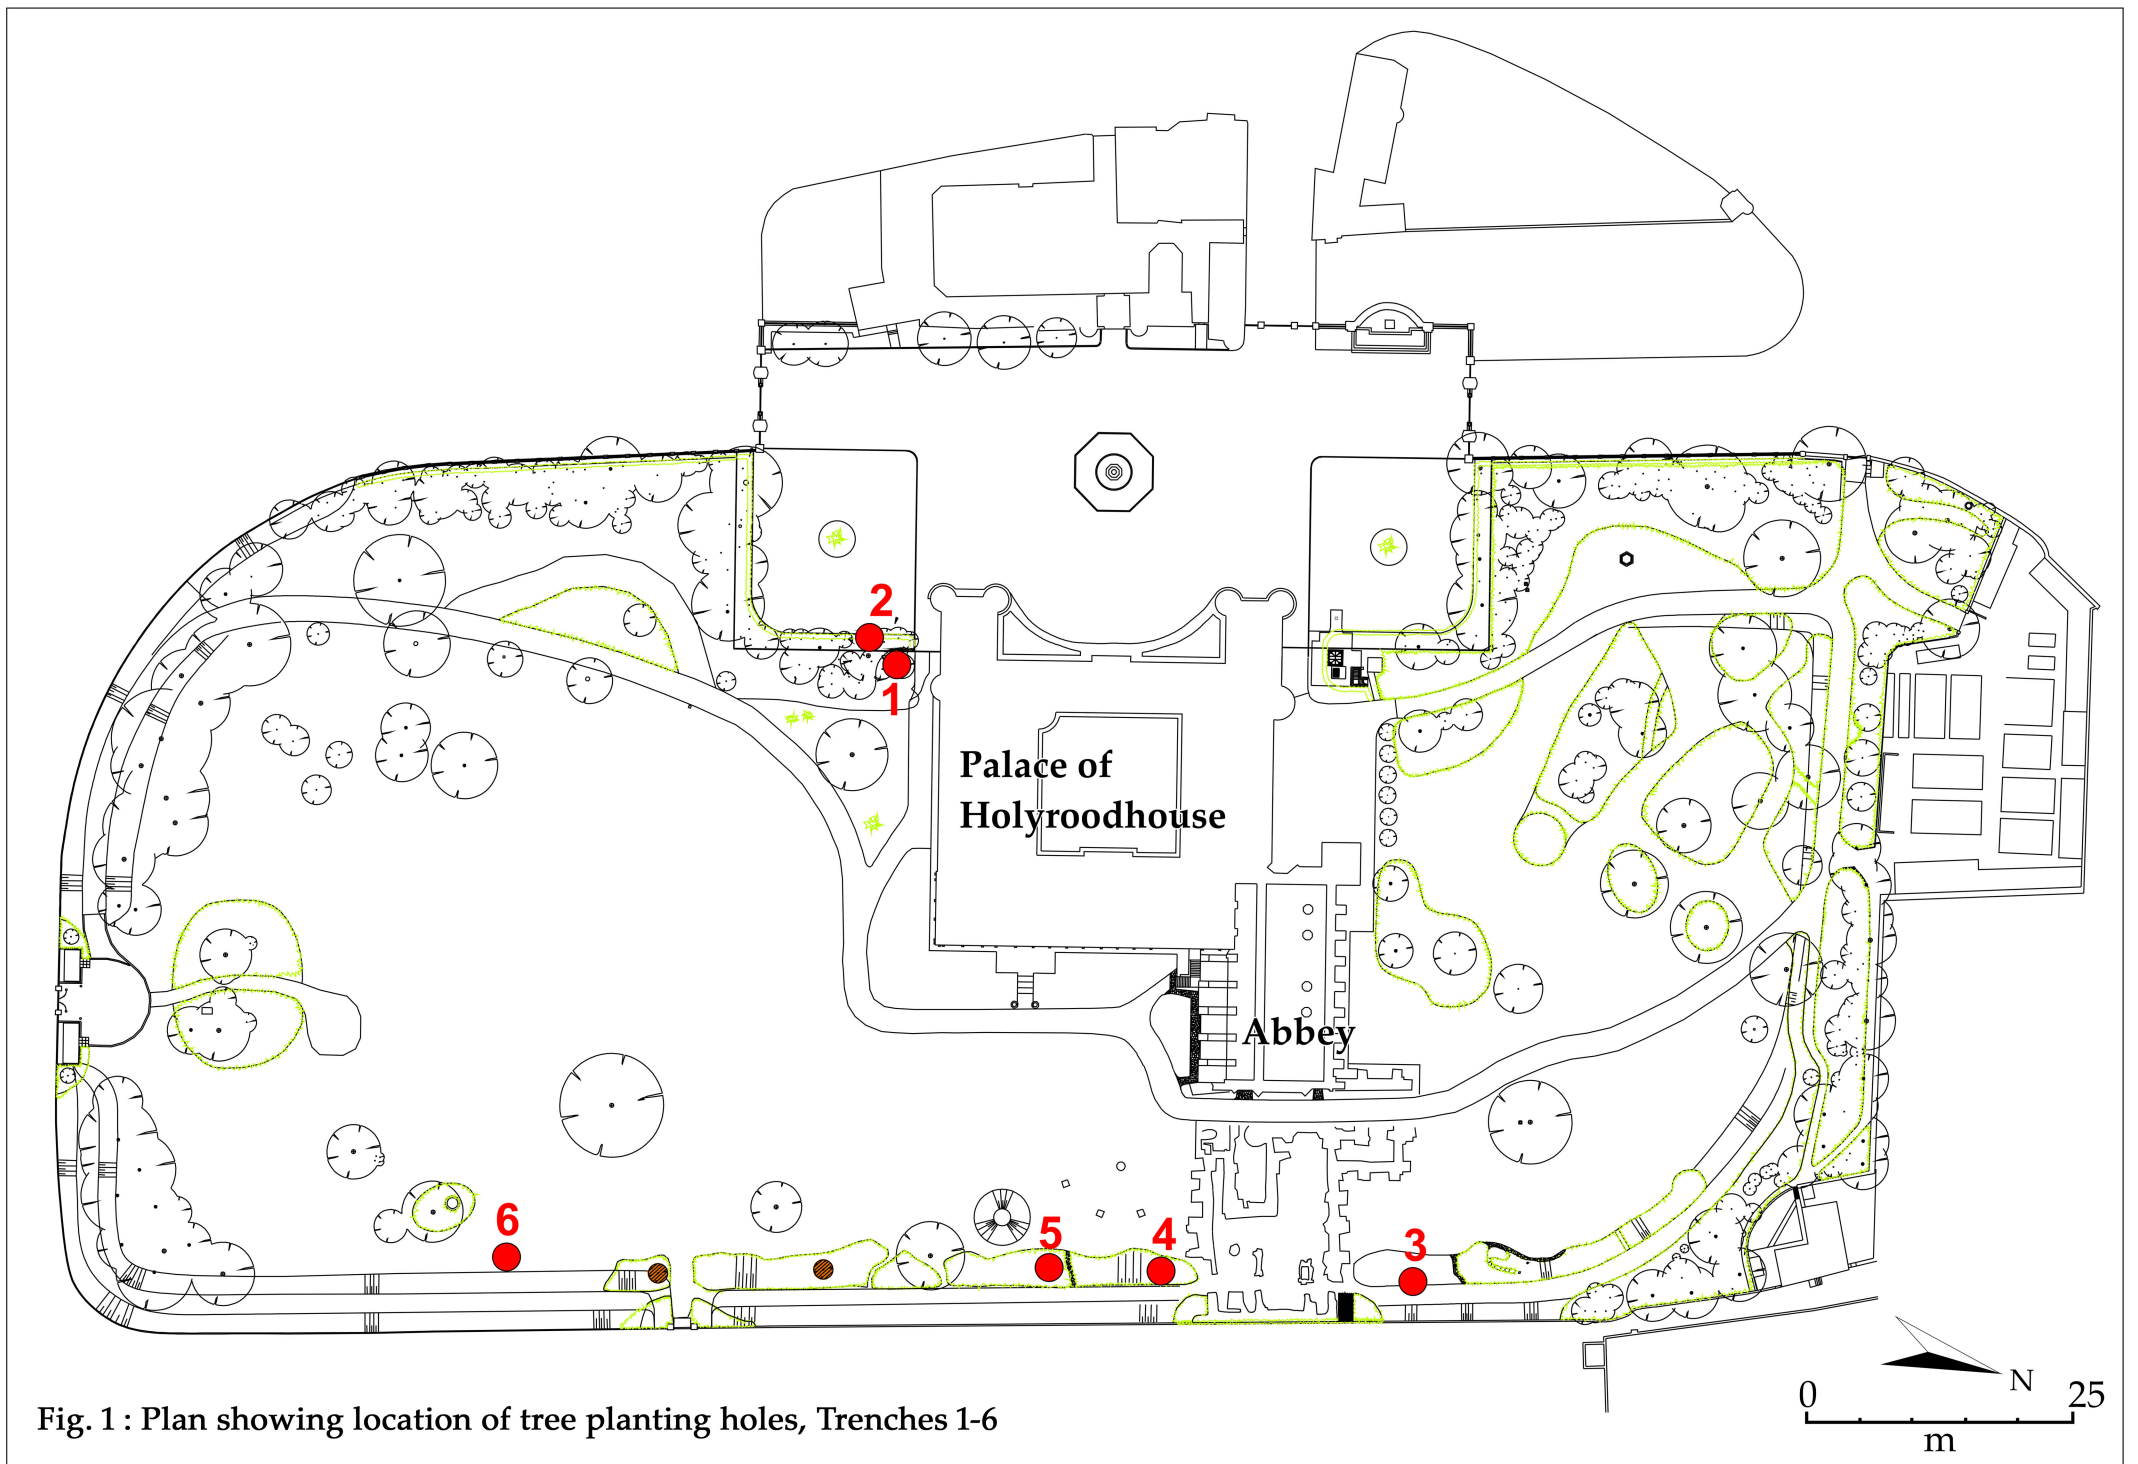 2
1
Palace of
Holyroodhouse
Abbey
6
5
4
3
N
0 25
m
Fig. 1 : Plan showing location of tree planting holes, Trenches 1-6